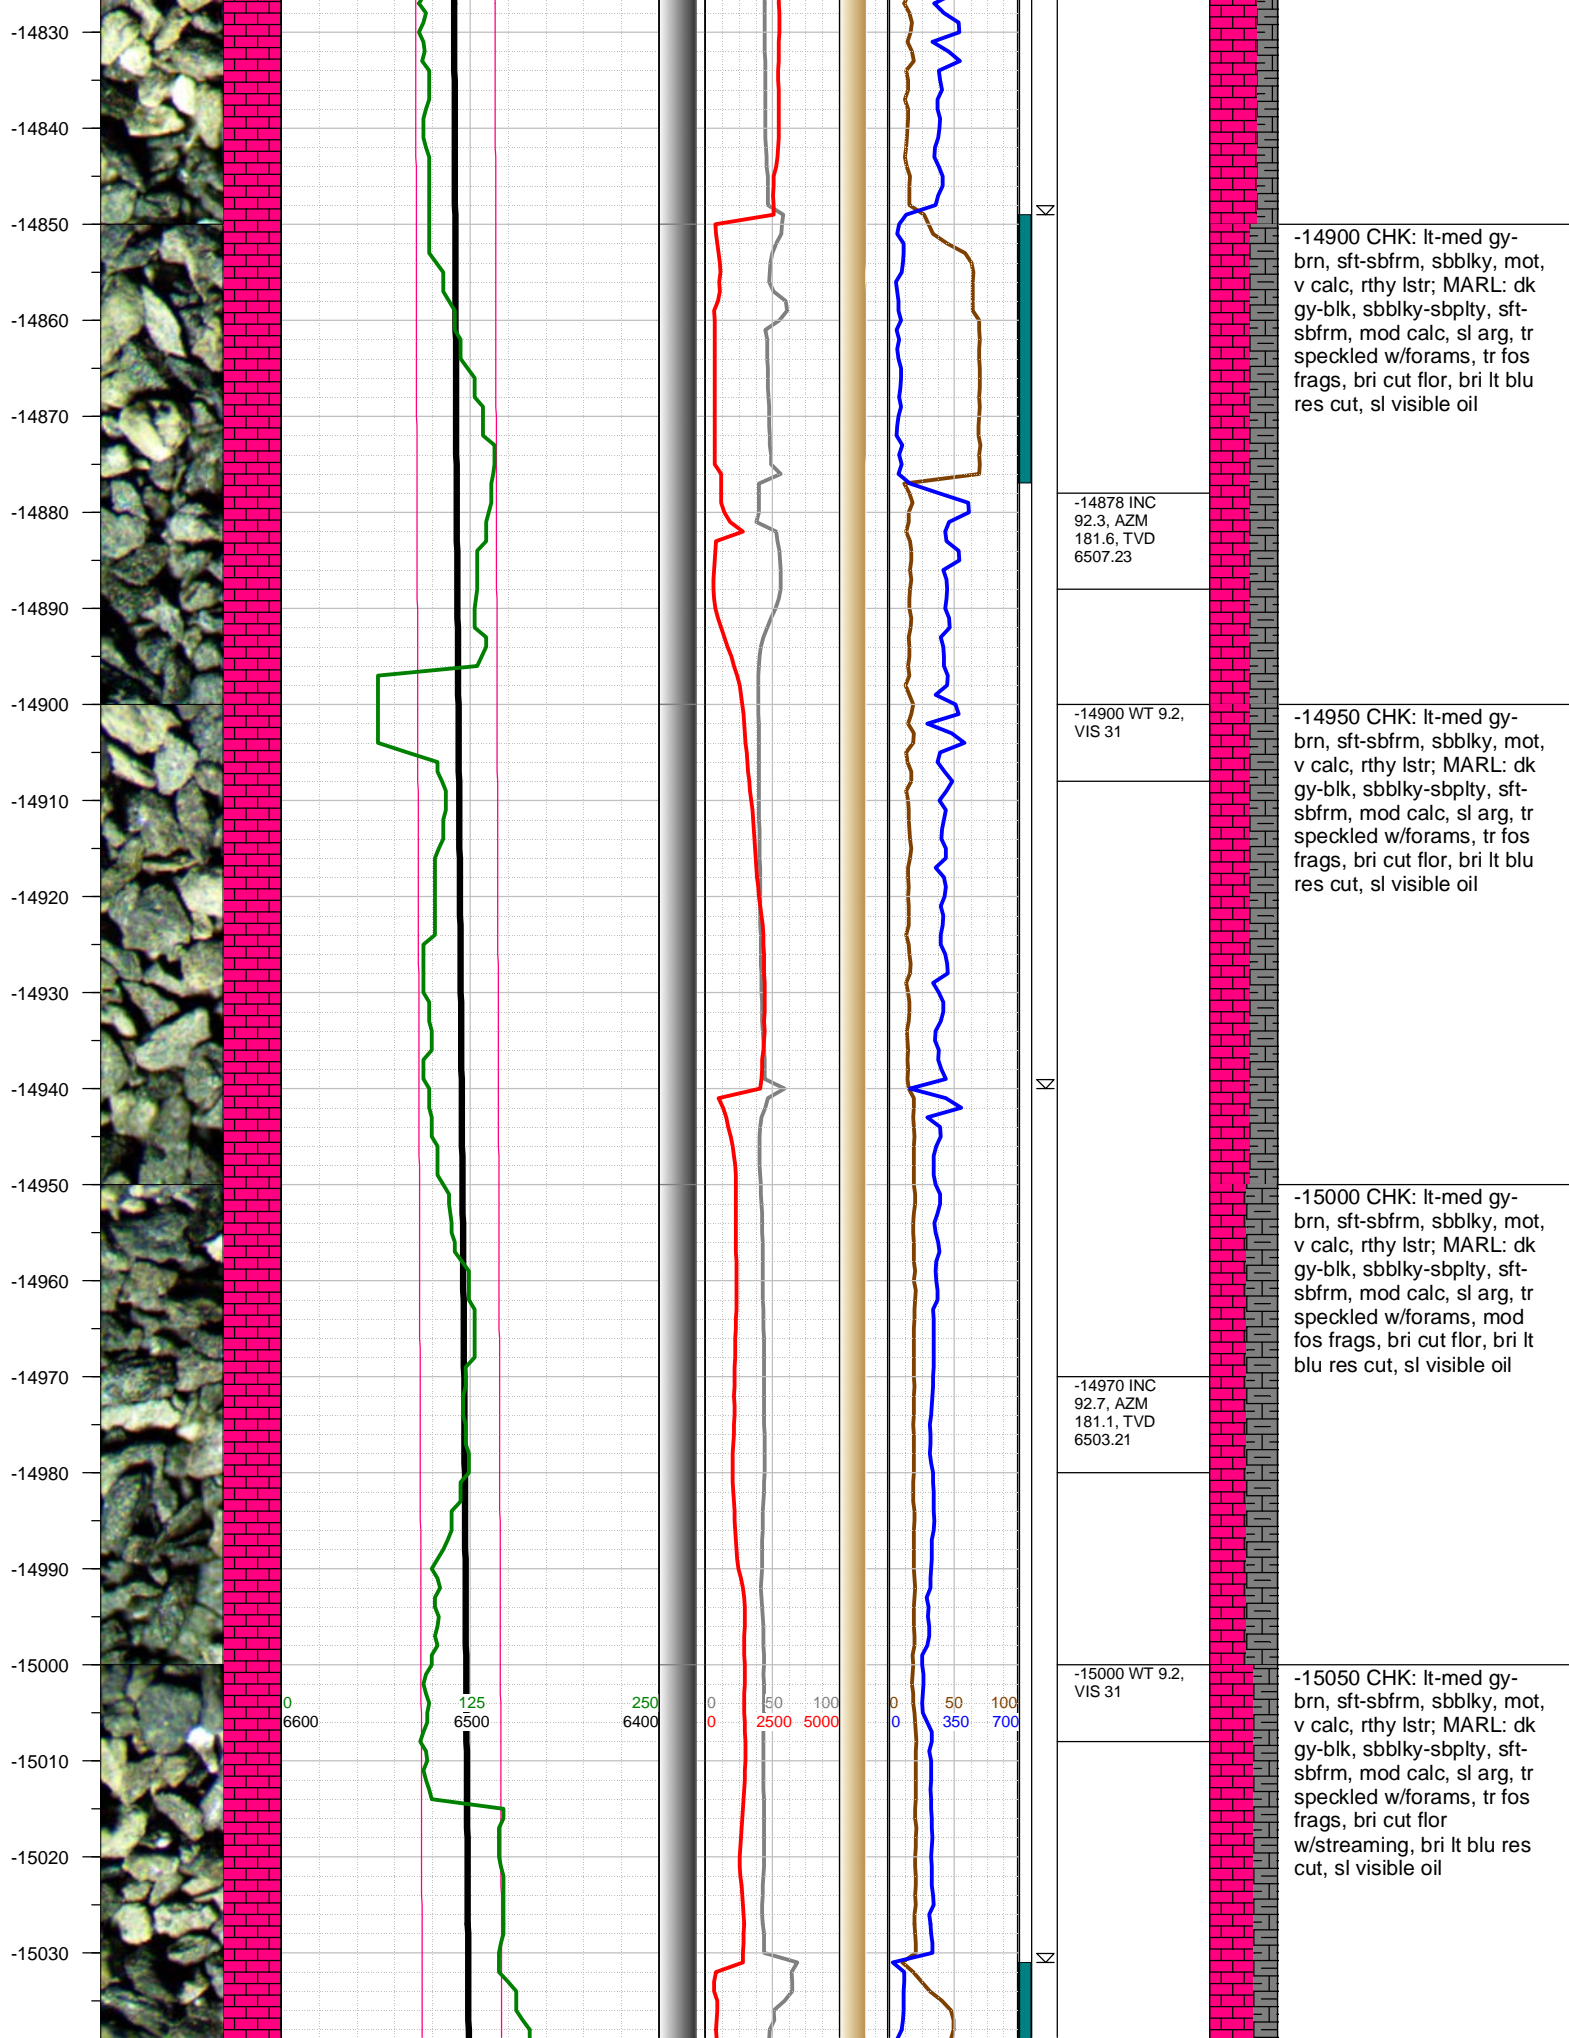 -14830
-14840
-14850
-14860
-14870
-14880
-14890
-14900
-14910
-14920
-14930
-14940
-14950
-14960
-14970
-14980
-14990
-15000
-15010
-15020
-15030
0 125 250
6600 6500 6400
0 50 100
0 2500 5000
0 50 100
0 350 700
-14878 INC
92.3, AZM
181.6, TVD
6507.23
-14900 WT 9.2,
VIS 31
-14970 INC
92.7, AZM
181.1, TVD
6503.21
-15000 WT 9.2,
VIS 31
-14900 CHK: lt-med gy-
brn, sft-sbfrm, sbblky, mot,
v calc, rthy lstr; MARL: dk
gy-blk, sbblky-sbplty, sft-
sbfrm, mod calc, sl arg, tr
speckled w/forams, tr fos
frags, bri cut flor, bri lt blu
res cut, sl visible oil
-14950 CHK: lt-med gy-
brn, sft-sbfrm, sbblky, mot,
v calc, rthy lstr; MARL: dk
gy-blk, sbblky-sbplty, sft-
sbfrm, mod calc, sl arg, tr
speckled w/forams, tr fos
frags, bri cut flor, bri lt blu
res cut, sl visible oil
-15000 CHK: lt-med gy-
brn, sft-sbfrm, sbblky, mot,
v calc, rthy lstr; MARL: dk
gy-blk, sbblky-sbplty, sft-
sbfrm, mod calc, sl arg, tr
speckled w/forams, mod
fos frags, bri cut flor, bri lt
blu res cut, sl visible oil
-15050 CHK: lt-med gy-
brn, sft-sbfrm, sbblky, mot,
v calc, rthy lstr; MARL: dk
gy-blk, sbblky-sbplty, sft-
sbfrm, mod calc, sl arg, tr
speckled w/forams, tr fos
frags, bri cut flor
w/streaming, bri lt blu res
cut, sl visible oil